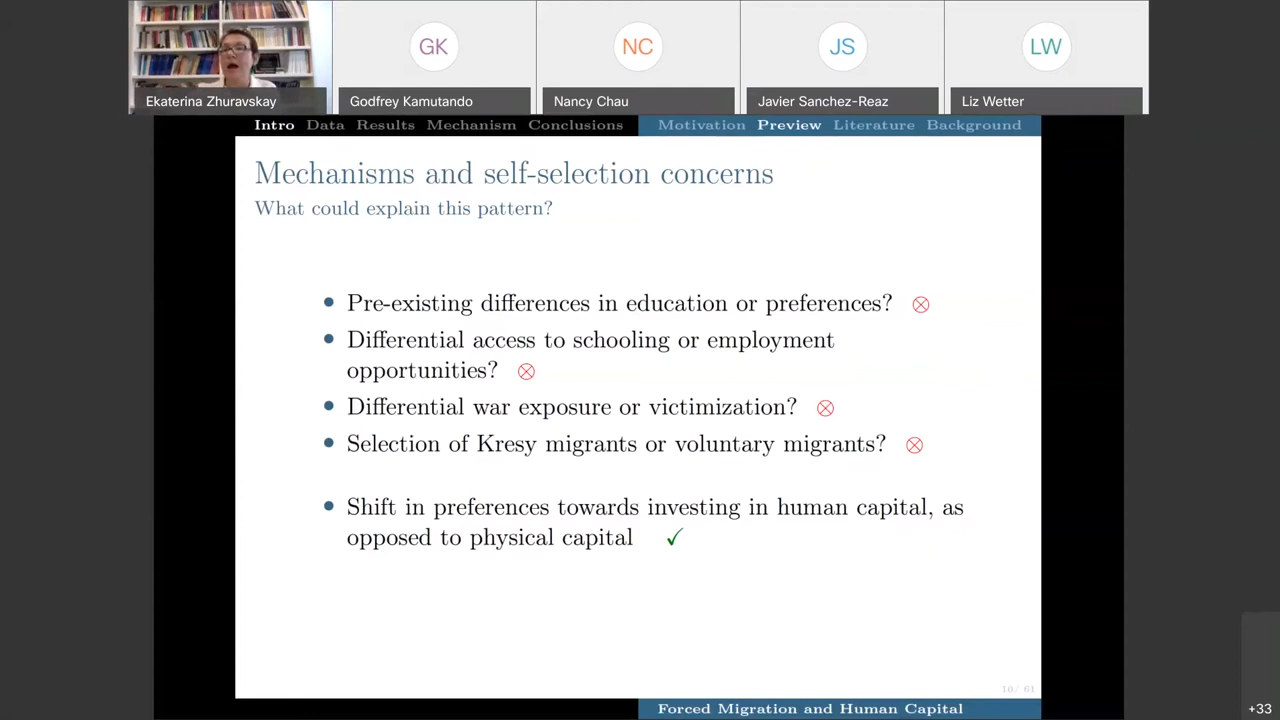 GK
NC
JS
LW
Ekaterina Zhuravskay
Godfrey Kamutando
Nancy Chau
Javier Sanchez-Reaz
Liz Wetter
Intro Data Results Mechanism Conclusions
Motivation Preview Literature Background
Mechanisms and self-selection concerns
What could explain this pattern?
• Pre-existing differences in education or preferences? ⊗
• Differential access to schooling or employment
opportunities? ⊗
• Differential war exposure or victimization? ⊗
• Selection of Kresy migrants or voluntary migrants? ⊗
• Shift in preferences towards investing in human capital, as
opposed to physical capital ✓
10/ 61
Forced Migration and Human Capital
+33